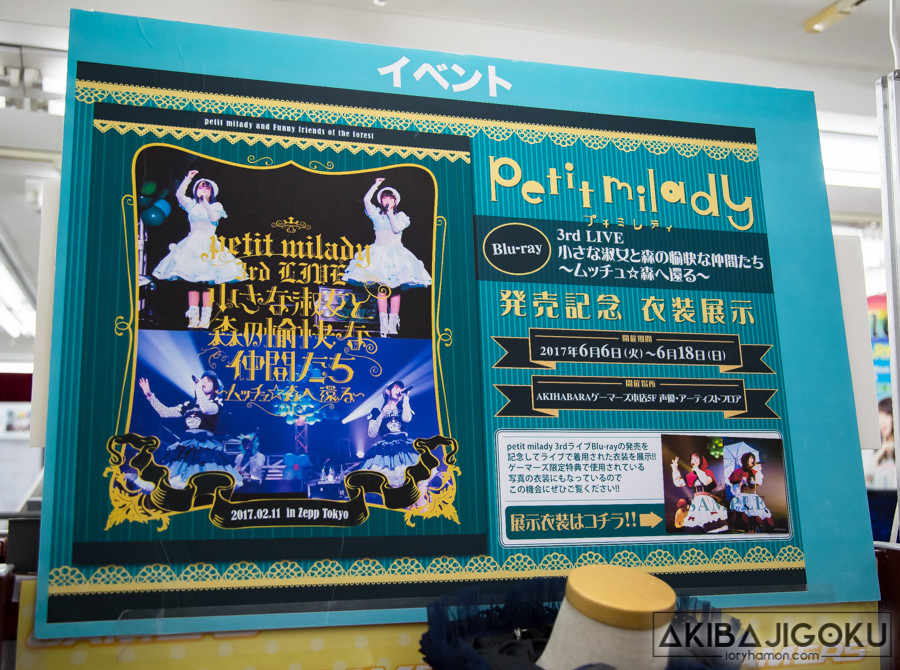 イベント
petit milady and Funny friends of the forest
petit milady
3rd LIVE
小さな淑女と
森の愉快な
仲間たち
～ムッチュ☆森へ還る～
2017.02.11 in Zepp Tokyo
petit milady
プチミレディ
Blu-ray
3rd LIVE
小さな淑女と森の愉快な仲間たち
～ムッチュ☆森へ還る～
発売記念 衣装展示
開催期間
2017年6月6日(火)～6月18日(日)
開催場所
AKIHABARAゲーマーズ本店5F 声優・アーティストフロア
petit milady 3rdライブBlu-rayの発売を
記念してライブで着用された衣装を展示!!
ゲーマーズ限定特典で使用されている
写真の衣装にもなっているので
この機会にぜひご覧ください!!
展示衣装はコチラ!!
SAMPLE
AKIBAJIGOKU
ioryhamon.com